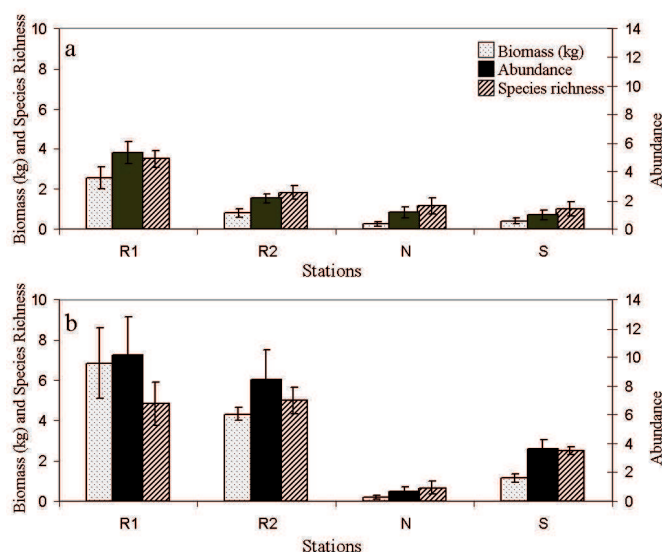 a
Biomass (kg) and Species Richness
10
8
6
4
2
0
Biomass (kg)
Abundance
Species richness
14
12
10
8
6
4
2
0
Abundance
R1 R2 N S
Stations
b
Biomass (kg) and Species Richness
10
8
6
4
2
0
14
12
10
8
6
4
2
0
Abundance
R1 R2 N S
Stations